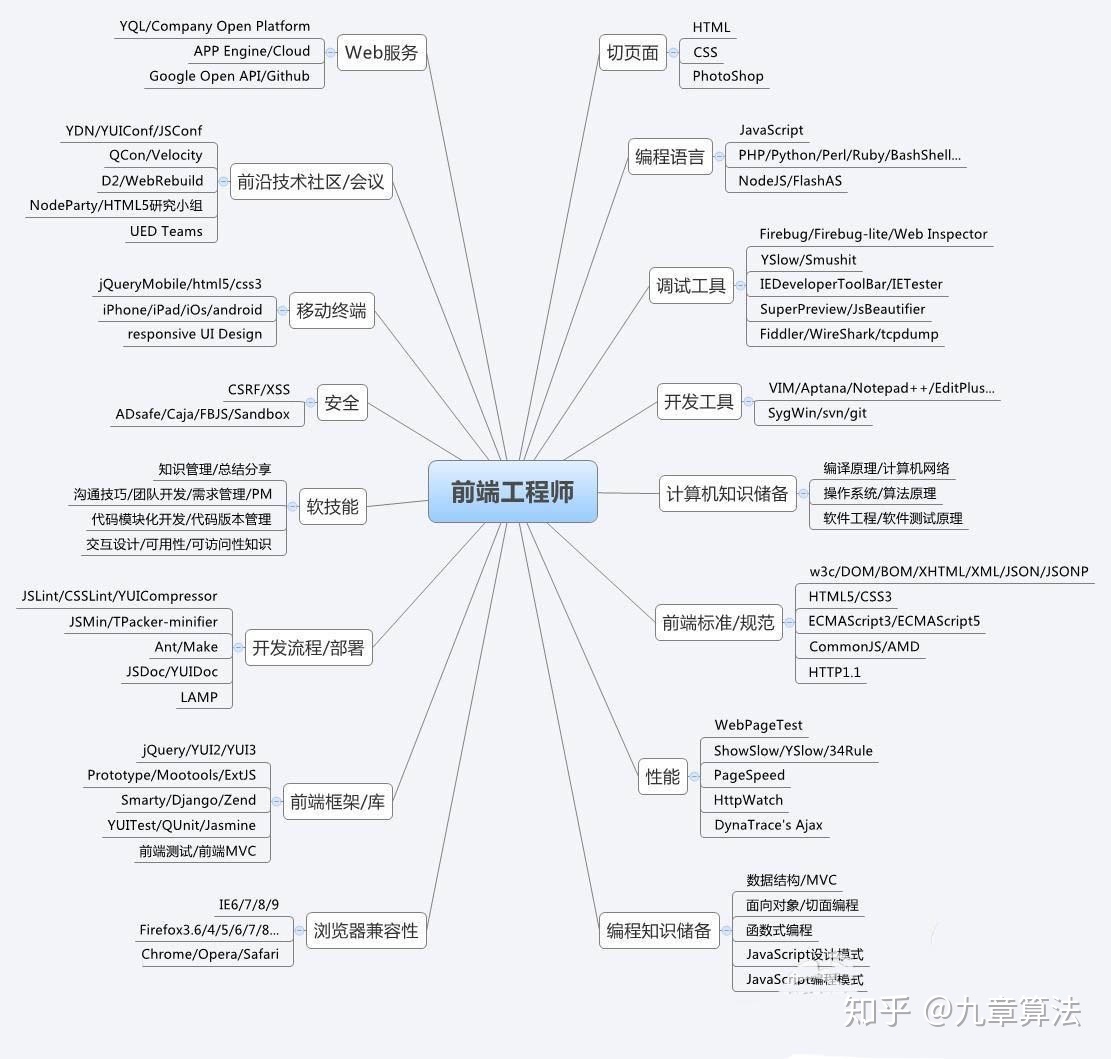 前端工程师
Web服务
YQL/Company Open Platform
APP Engine/Cloud
Google Open API/Github
前沿技术社区/会议
YDN/YUIConf/JSConf
QCon/Velocity
D2/WebRebuild
NodeParty/HTML5研究小组
UED Teams
移动终端
jQueryMobile/html5/css3
iPhone/iPad/iOs/android
responsive UI Design
安全
CSRF/XSS
ADsafe/Caja/FBJS/Sandbox
软技能
知识管理/总结分享
沟通技巧/团队开发/需求管理/PM
代码模块化开发/代码版本管理
交互设计/可用性/可访问性知识
开发流程/部署
JSLint/CSSLint/YUICompressor
JSMin/TPacker-minifier
Ant/Make
JSDoc/YUIDoc
LAMP
前端框架/库
jQuery/YUI2/YUI3
Prototype/Mootools/ExtJS
Smarty/Django/Zend
YUITest/QUnit/Jasmine
前端测试/前端MVC
浏览器兼容性
IE6/7/8/9
Firefox3.6/4/5/6/7/8...
Chrome/Opera/Safari
切页面
HTML
CSS
PhotoShop
编程语言
JavaScript
PHP/Python/Perl/Ruby/BashShell...
NodeJS/FlashAS
调试工具
Firebug/Firebug-lite/Web Inspector
YSlow/Smushit
IEDeveloperToolBar/IETester
SuperPreview/JsBeautifier
Fiddler/WireShark/tcpdump
开发工具
VIM/Aptana/Notepad++/EditPlus...
SygWin/svn/git
计算机知识储备
编译原理/计算机网络
操作系统/算法原理
软件工程/软件测试原理
前端标准/规范
w3c/DOM/BOM/XHTML/XML/JSON/JSONP
HTML5/CSS3
ECMAScript3/ECMAScript5
CommonJS/AMD
HTTP1.1
性能
WebPageTest
ShowSlow/YSlow/34Rule
PageSpeed
HttpWatch
DynaTrace's Ajax
编程知识储备
数据结构/MVC
面向对象/切面编程
函数式编程
JavaScript设计模式
JavaScript编程模式
知乎 @九章算法